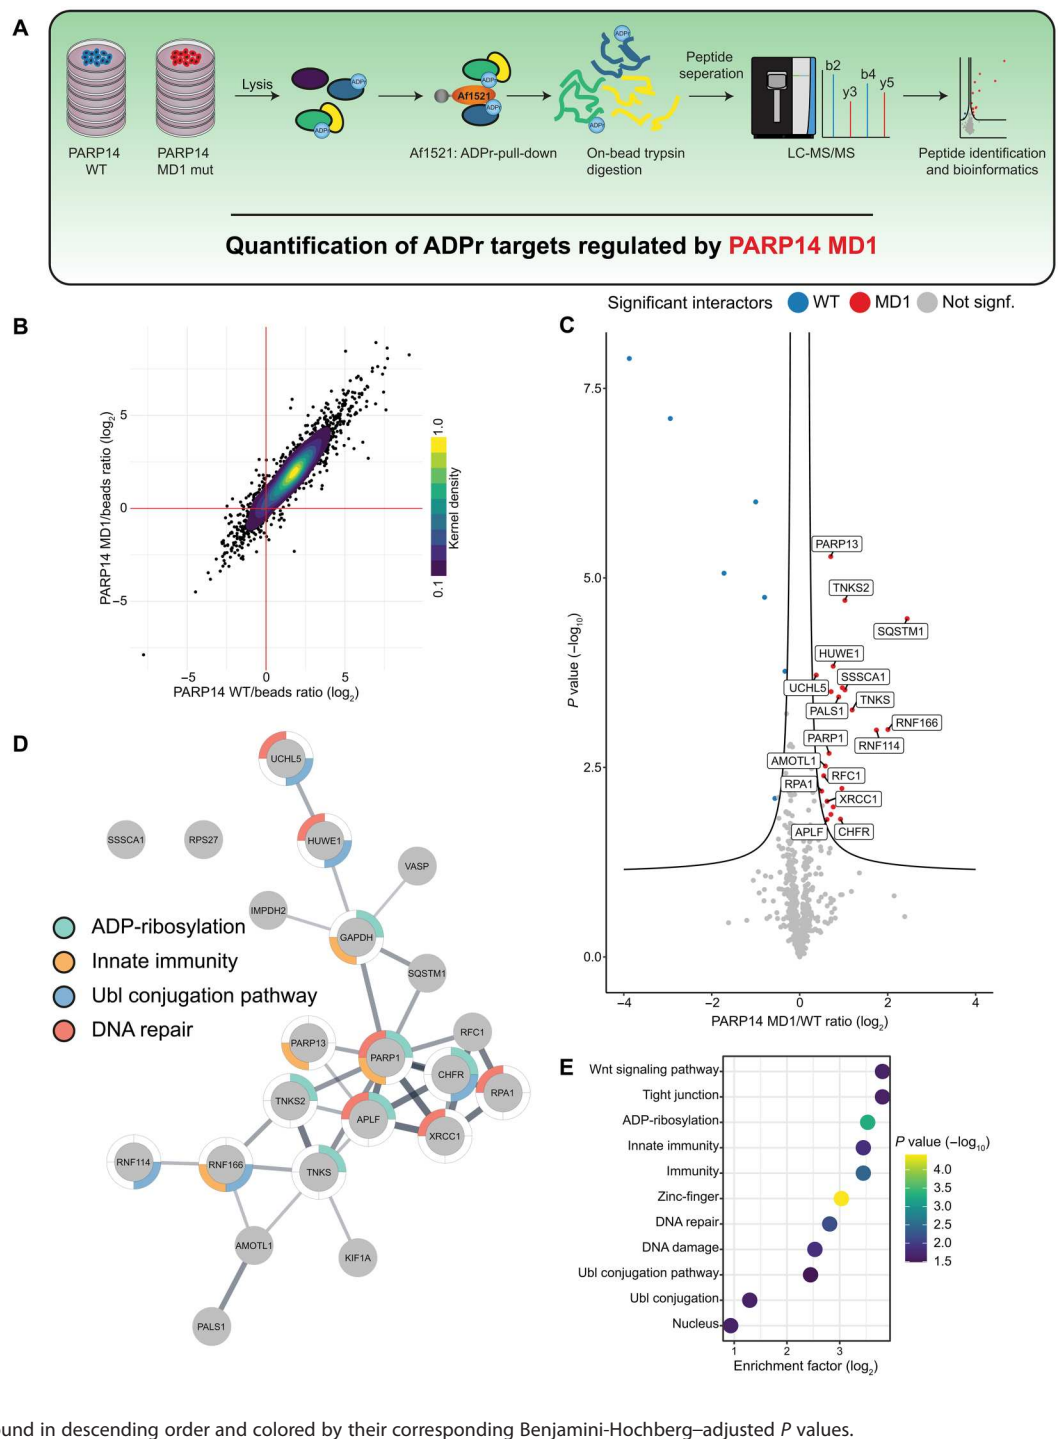 A
ADPr
Lysis
ADPr
ADPr
ADPr
Af1521
ADPr
ADPr
ADPr
Peptide
seperation
b2
b4
y3
y5
PARP14
WT
PARP14
MD1 mut
Af1521: ADPr-pull-down
On-bead trypsin
digestion
LC-MS/MS
Peptide identification
and bioinformatics
Quantification of ADPr targets regulated by PARP14 MD1
Significant interactors WT MD1 Not signf.
B
PARP14 MD1/beads ratio (log2)
5
0
−5
−5 0 5
PARP14 WT/beads ratio (log2)
1.0
Kernel density
0.1
C
P value (−log10)
7.5
5.0
2.5
0.0
−4 −2 0 2 4
PARP14 MD1/WT ratio (log2)
PARP13
TNKS2
SQSTM1
HUWE1
SSSCA1
UCHL5
TNKS
PALS1
RNF166
PARP1
RNF114
AMOTL1
RFC1
RPA1
XRCC1
APLF
CHFR
D
UCHL5
SSSCA1
RPS27
HUWE1
VASP
IMPDH2
GAPDH
SQSTM1
ADP-ribosylation
Innate immunity
Ubl conjugation pathway
DNA repair
PARP13
PARP1
RFC1
CHFR
RPA1
TNKS2
APLF
XRCC1
RNF114
RNF166
TNKS
AMOTL1
KIF1A
PALS1
E
Wnt signaling pathway
Tight junction
ADP-ribosylation
Innate immunity
Immunity
Zinc-finger
DNA repair
DNA damage
Ubl conjugation pathway
Ubl conjugation
Nucleus
1 2 3
Enrichment factor (log2)
P value (−log10)
4.0
3.5
3.0
2.5
2.0
1.5
ound in descending order and colored by their corresponding Benjamini-Hochberg–adjusted P values.